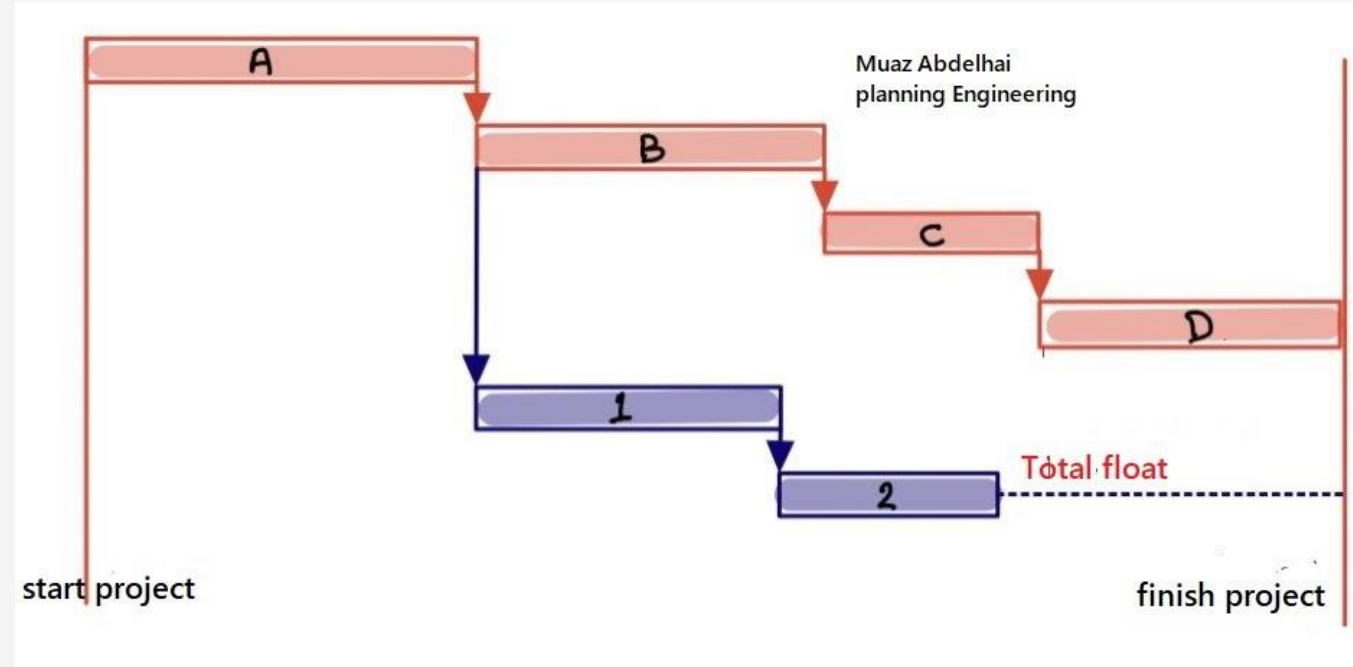 A
Muaz Abdelhai
planning Engineering
B
C
D
1
Total float
2
start project
finish project